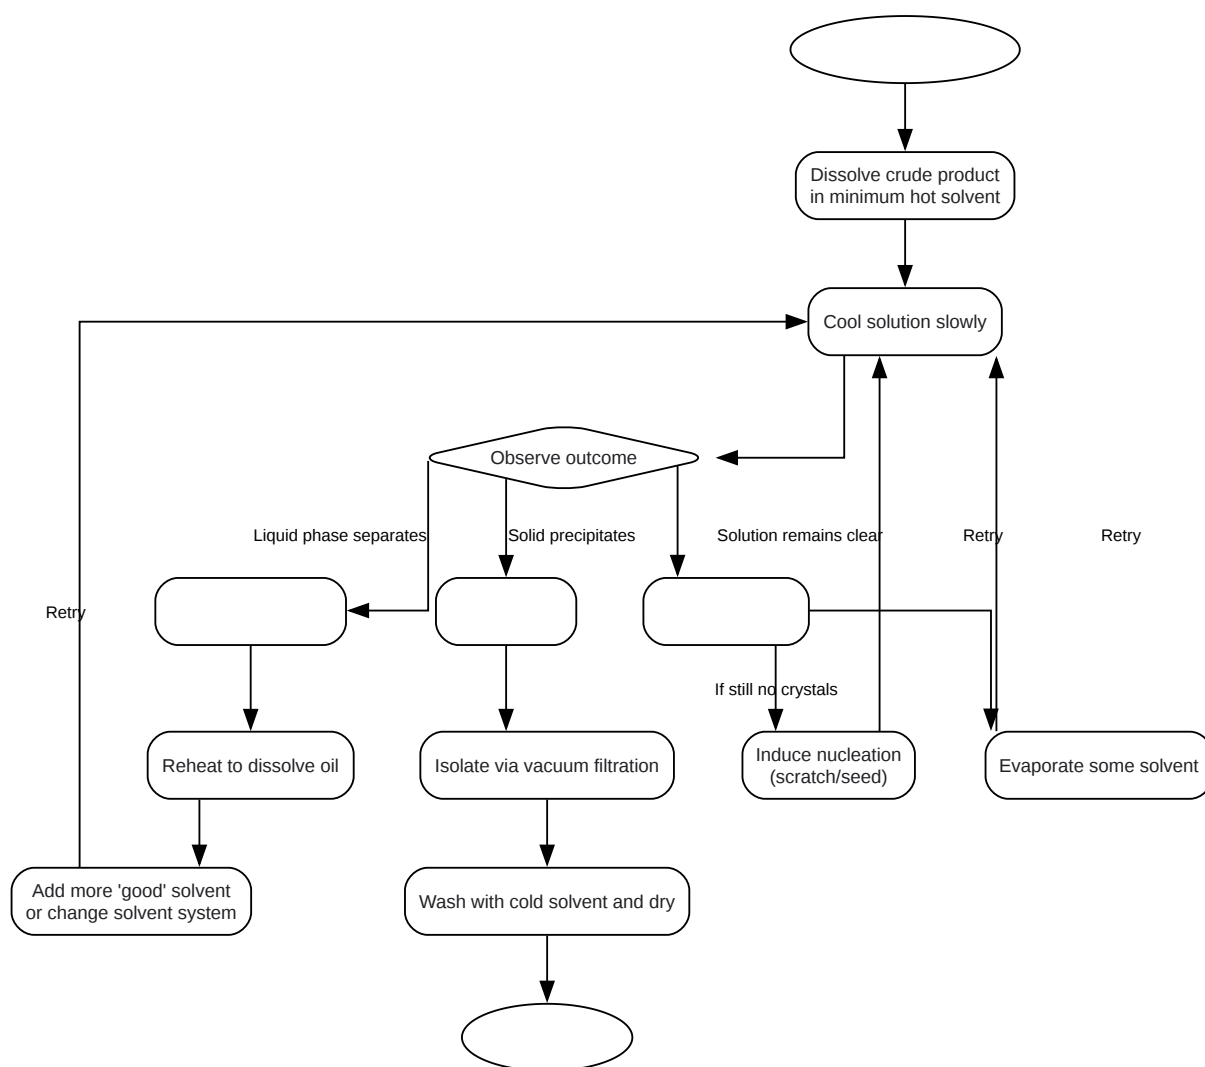 Dissolve crude product
in minimum hot solvent
Cool solution slowly
Observe outcome
Liquid phase separates
Solid precipitates
Solution remains clear
Retry
Retry
Retry
If still no crystals
Reheat to dissolve oil
Isolate via vacuum filtration
Induce nucleation
(scratch/seed)
Evaporate some solvent
Add more 'good' solvent
or change solvent system
Wash with cold solvent and dry